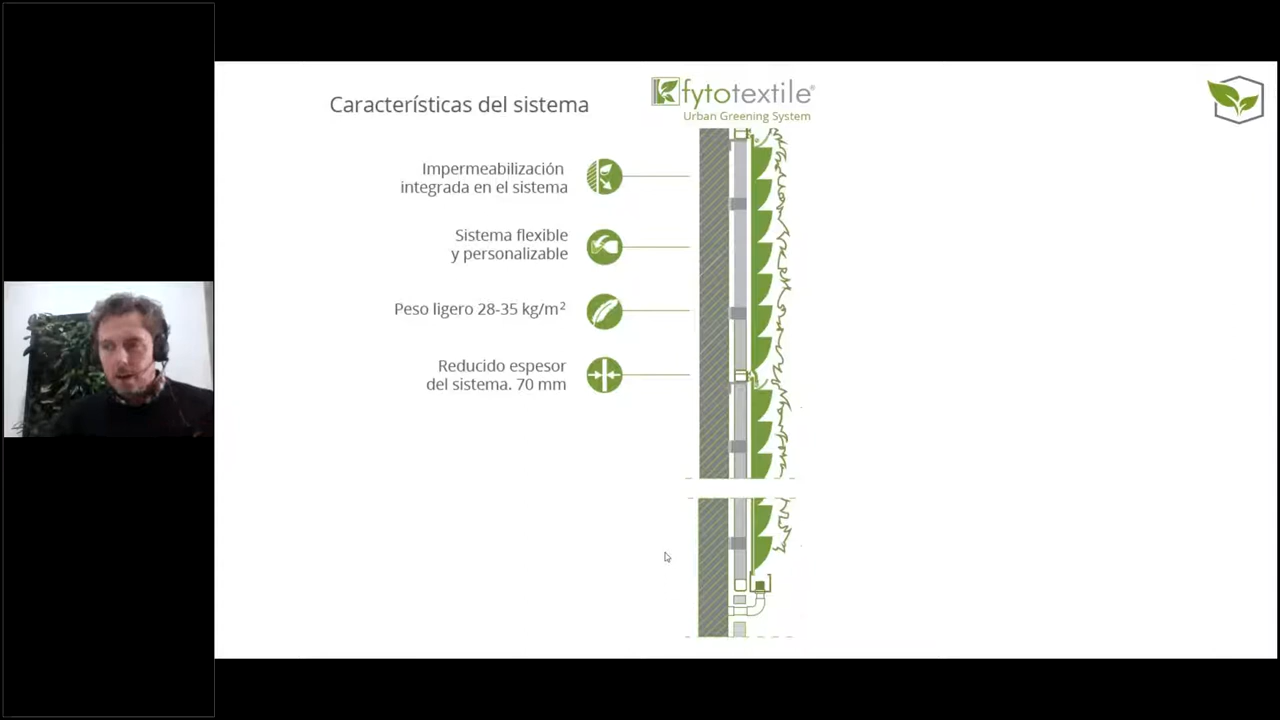 Características del sistema
fytotextile®
Urban Greening System
Impermeabilización
integrada en el sistema
Sistema flexible
y personalizable
Peso ligero 28-35 kg/m²
Reducido espesor
del sistema. 70 mm